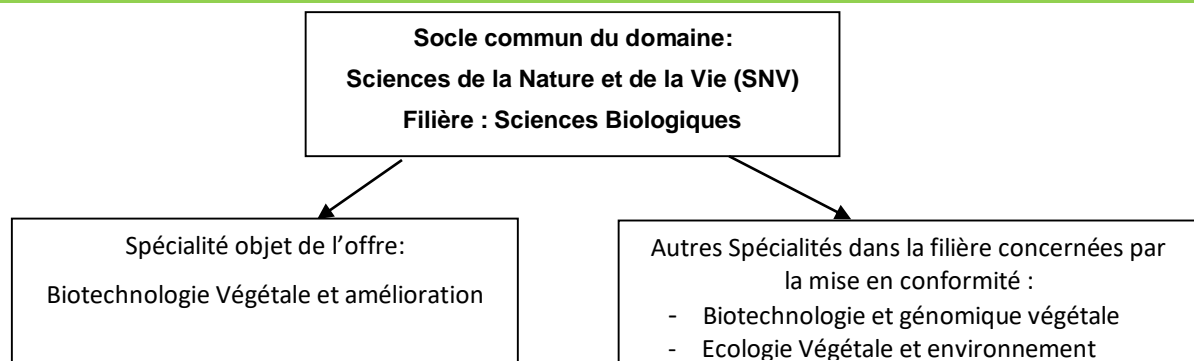 Socle commun du domaine:
Sciences de la Nature et de la Vie (SNV)
Filière : Sciences Biologiques
Spécialité objet de l'offre:
Biotechnologie Végétale et amélioration
Autres Spécialités dans la filière concernées par
la mise en conformité :
- Biotechnologie et génomique végétale
- Ecologie Végétale et environnement